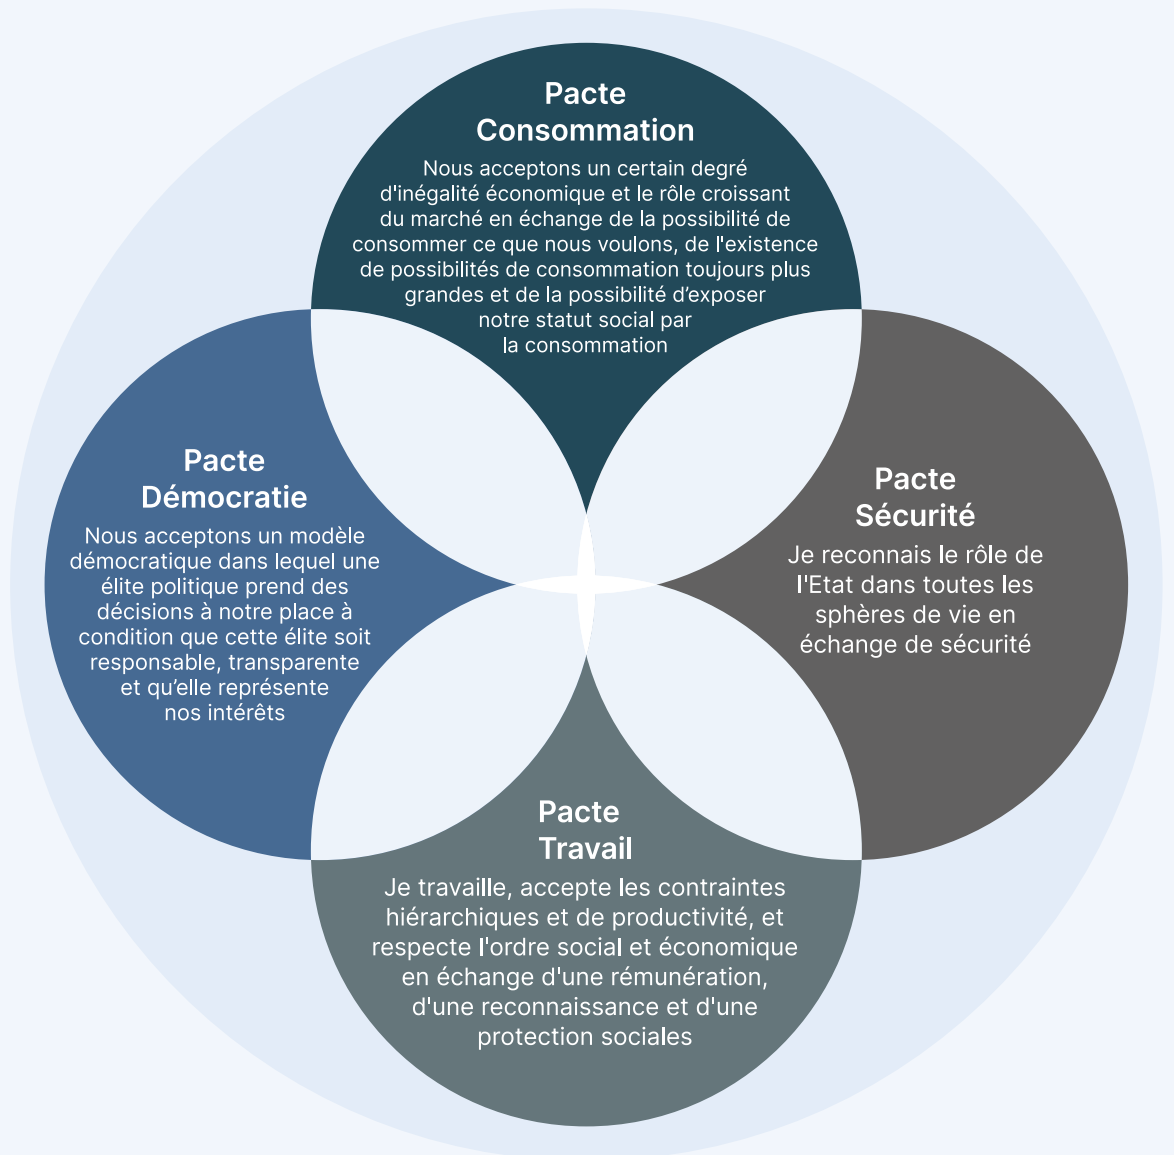 Pacte
Consommation
Nous acceptons un certain degré
d'inégalité économique et le rôle croissant
du marché en échange de la possibilité de
consommer ce que nous voulons, de l'existence
de possibilités de consommation toujours plus
grandes et de la possibilité d’exposer
notre statut social par
la consommation
Pacte
Démocratie
Nous acceptons un modèle
démocratique dans lequel une
élite politique prend des
décisions à notre place à
condition que cette élite soit
responsable, transparente
et qu’elle représente
nos intérêts
Pacte
Sécurité
Je reconnais le rôle de
l'Etat dans toutes les
sphères de vie en
échange de sécurité
Pacte
Travail
Je travaille, accepte les contraintes
hiérarchiques et de productivité, et
respecte l'ordre social et économique
en échange d'une rémunération,
d'une reconnaissance et d'une
protection sociales